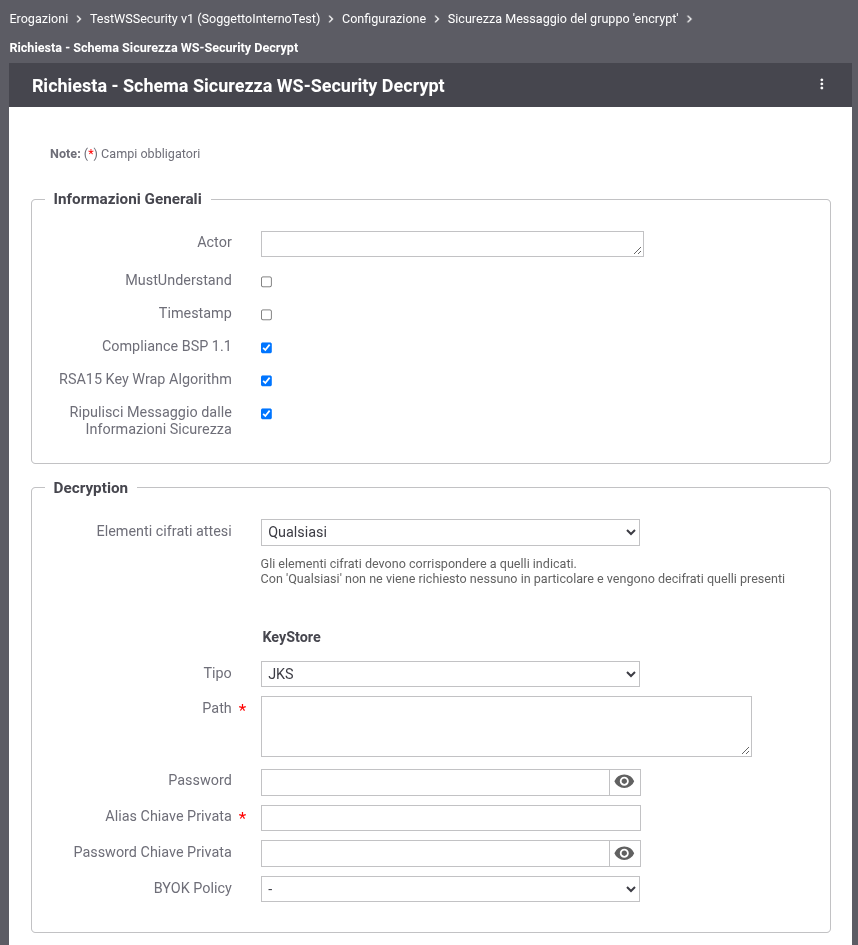 Erogazioni > TestWSSecurity v1 (SoggettoInternoTest) > Configurazione > Sicurezza Messaggio del gruppo 'encrypt' >
Richiesta - Schema Sicurezza WS-Security Decrypt
Richiesta - Schema Sicurezza WS-Security Decrypt
Note: (*) Campi obbligatori
Informazioni Generali
Actor
MustUnderstand
Timestamp
Compliance BSP 1.1
RSA15 Key Wrap Algorithm
Ripulisci Messaggio dalle
Informazioni Sicurezza
Decryption
Elementi cifrati attesi Qualsiasi
Gli elementi cifrati devono corrispondere a quelli indicati.
Con 'Qualsiasi' non ne viene richiesto nessuno in particolare e vengono decifrati quelli presenti
KeyStore
Tipo JKS
Path *
Password
Alias Chiave Privata *
Password Chiave Privata
BYOK Policy -